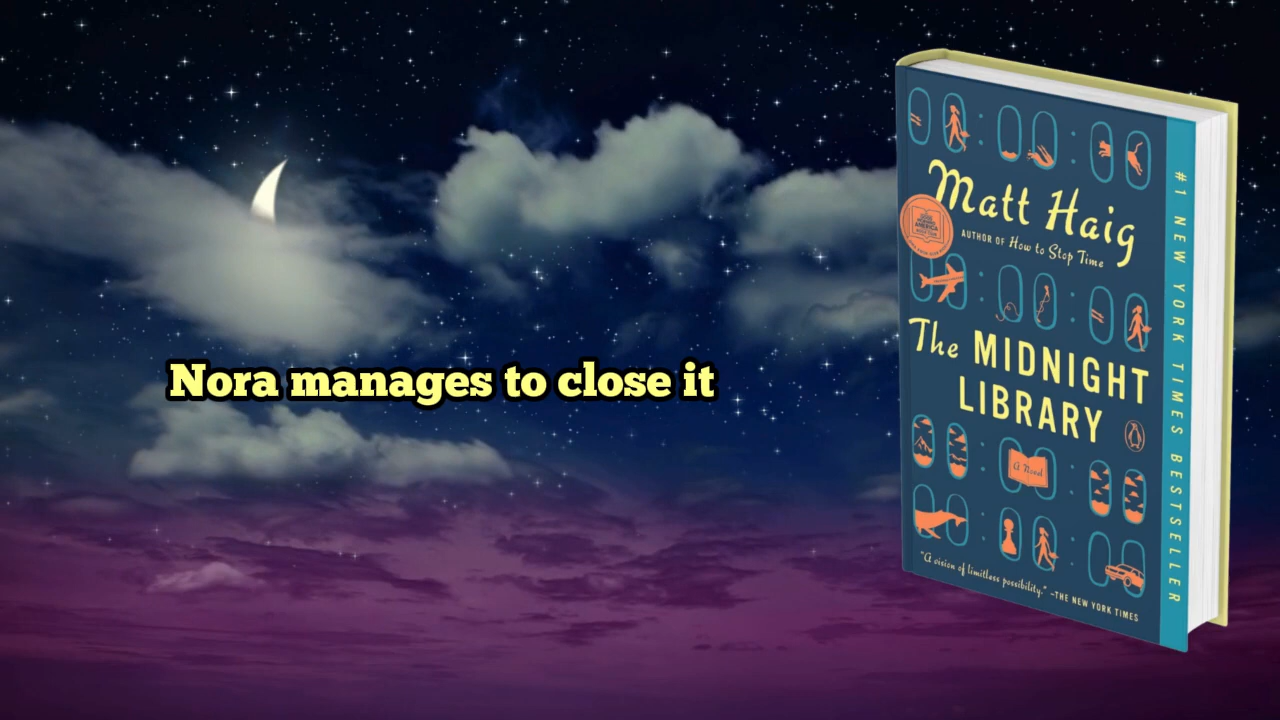 Nora manages to close it
Matt Haig
AUTHOR OF How to Stop Time
The MIDNIGHT
LIBRARY
A Novel
"A vision of limitless possibility." —THE NEW YORK TIMES
#1 NEW YORK TIMES BESTSELLER